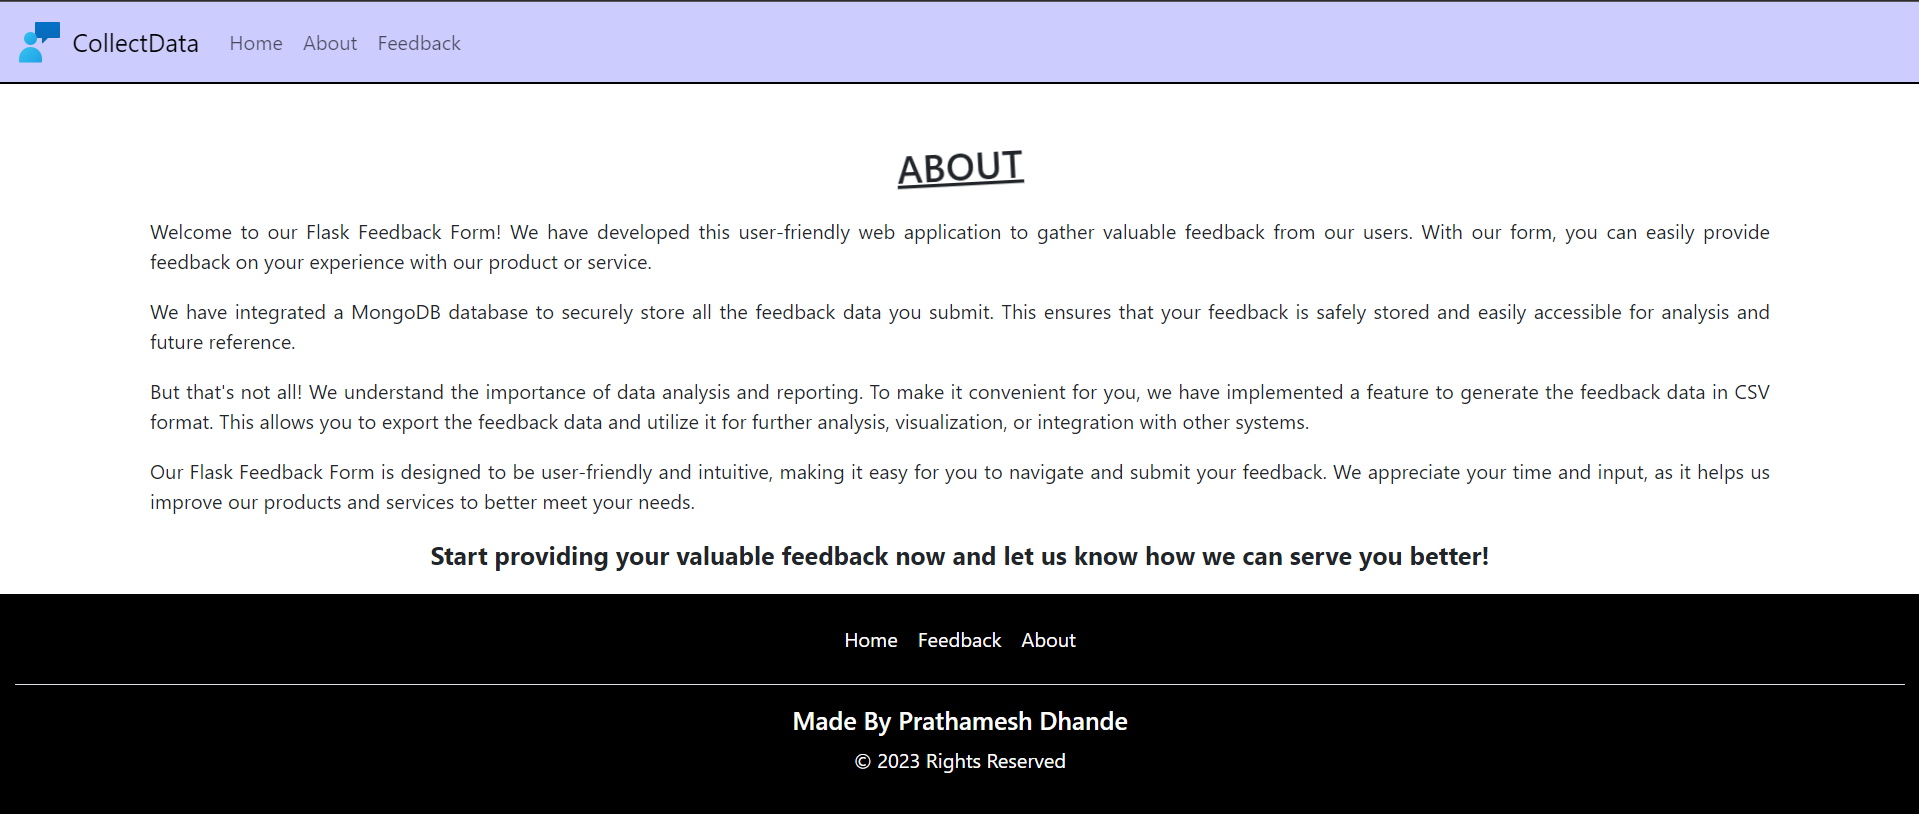 CollectData
Home About Feedback
ABOUT
Welcome to our Flask Feedback Form! We have developed this user-friendly web application to gather valuable feedback from our users. With our form, you can easily provide
feedback on your experience with our product or service.
We have integrated a MongoDB database to securely store all the feedback data you submit. This ensures that your feedback is safely stored and easily accessible for analysis and
future reference.
But that's not all! We understand the importance of data analysis and reporting. To make it convenient for you, we have implemented a feature to generate the feedback data in CSV
format. This allows you to export the feedback data and utilize it for further analysis, visualization, or integration with other systems.
Our Flask Feedback Form is designed to be user-friendly and intuitive, making it easy for you to navigate and submit your feedback. We appreciate your time and input, as it helps us
improve our products and services to better meet your needs.
Start providing your valuable feedback now and let us know how we can serve you better!
Home Feedback About
Made By Prathamesh Dhande
© 2023 Rights Reserved